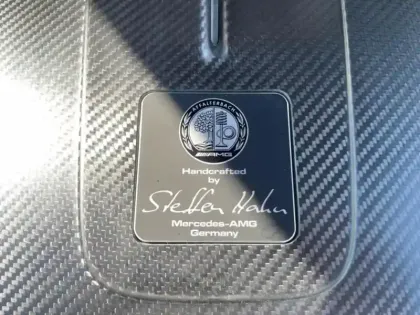 AFFALTERBACH
AMG
Handcrafted
by
Steffen Hahn
Mercedes-AMG
Germany